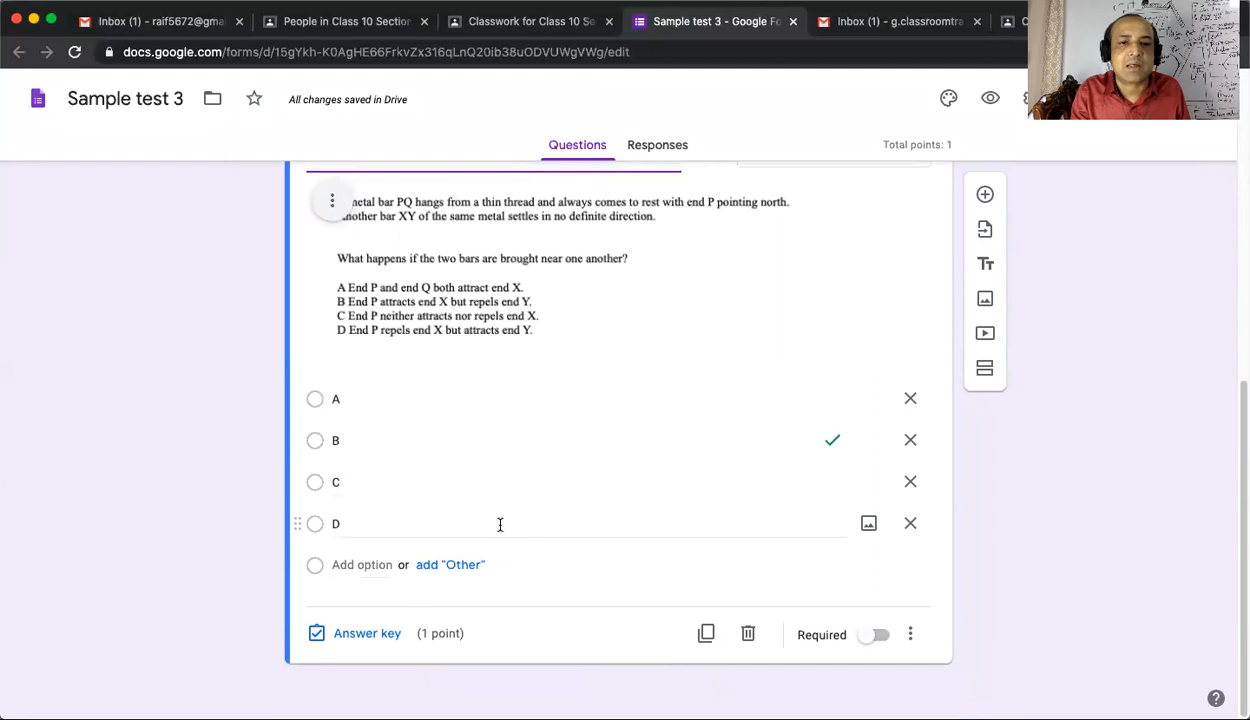 Inbox (1) - raif5672@gmai
People in Class 10 Section
Classwork for Class 10 Se
Sample test 3 - Google Fo
Inbox (1) - g.classroomtra
docs.google.com/forms/d/15gYkh-K0AgHE66FrkvZx316qLnQ20ib38uODVUWgVWg/edit
Sample test 3
All changes saved in Drive
Questions
Responses
Total points: 1
metal bar PQ hangs from a thin thread and always comes to rest with end P pointing north.
another bar XY of the same metal settles in no definite direction.
What happens if the two bars are brought near one another?
A End P and end Q both attract end X.
B End P attracts end X but repels end Y.
C End P neither attracts nor repels end X.
D End P repels end X but attracts end Y.
A
B
C
D
Add option or add "Other"
Answer key (1 point)
Required